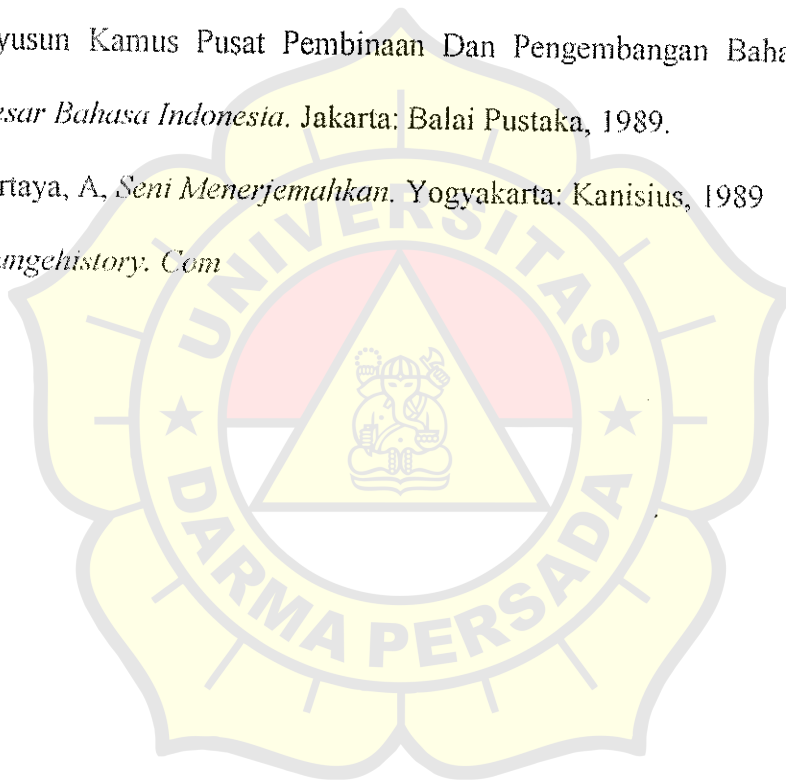 yusun Kamus Pusat Pembinaan Dan Pengembangan Baha
esar Bahasa Indonesia. Jakarta: Balai Pustaka, 1989.
rtaya, A, Seni Menerjemahkan. Yogyakarta: Kanisius, 1989
mgehistory. Com
UNIVERSITAS
DARMA PERSADA